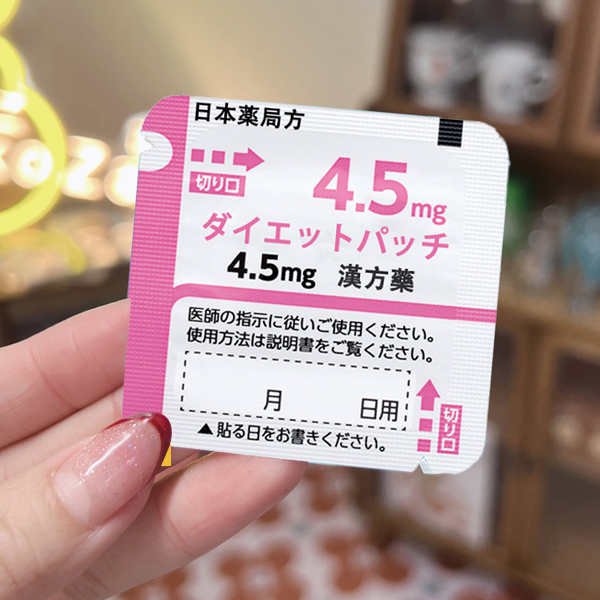 日本薬局方
切り口
4.5mg
ダイエットパッチ
4.5mg 漢方藥
医師の指示に従いご使用ください。
使用方法は説明書をご覧ください。
月 日用
▲貼る日をお書きください。
切り口